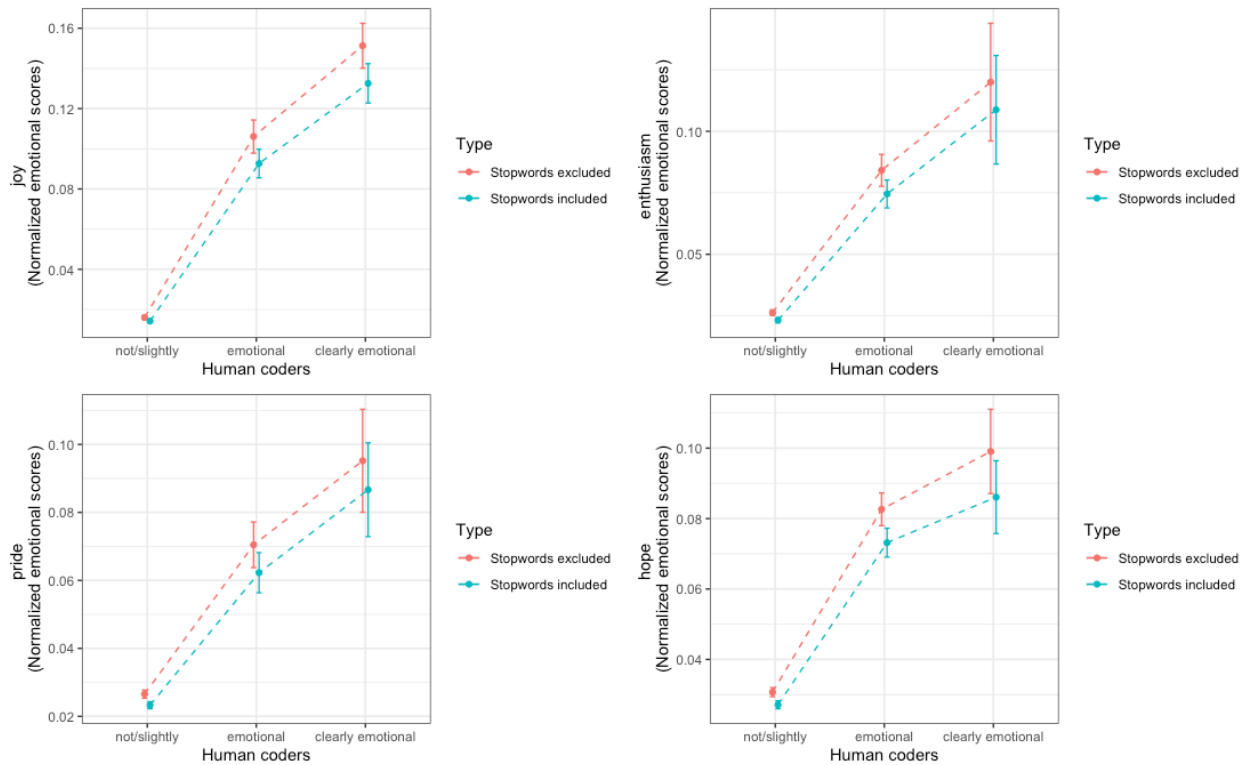 joy
(Normalized emotional scores)
0.16
0.12
0.08
0.04
not/slightly
emotional
clearly emotional
Human coders
Type
Stopwords excluded
Stopwords included
enthusiasm
(Normalized emotional scores)
0.10
0.05
not/slightly
emotional
clearly emotional
Human coders
Type
Stopwords excluded
Stopwords included
pride
(Normalized emotional scores)
0.10
0.08
0.06
0.04
0.02
not/slightly
emotional
clearly emotional
Human coders
Type
Stopwords excluded
Stopwords included
hope
(Normalized emotional scores)
0.10
0.08
0.06
0.04
not/slightly
emotional
clearly emotional
Human coders
Type
Stopwords excluded
Stopwords included